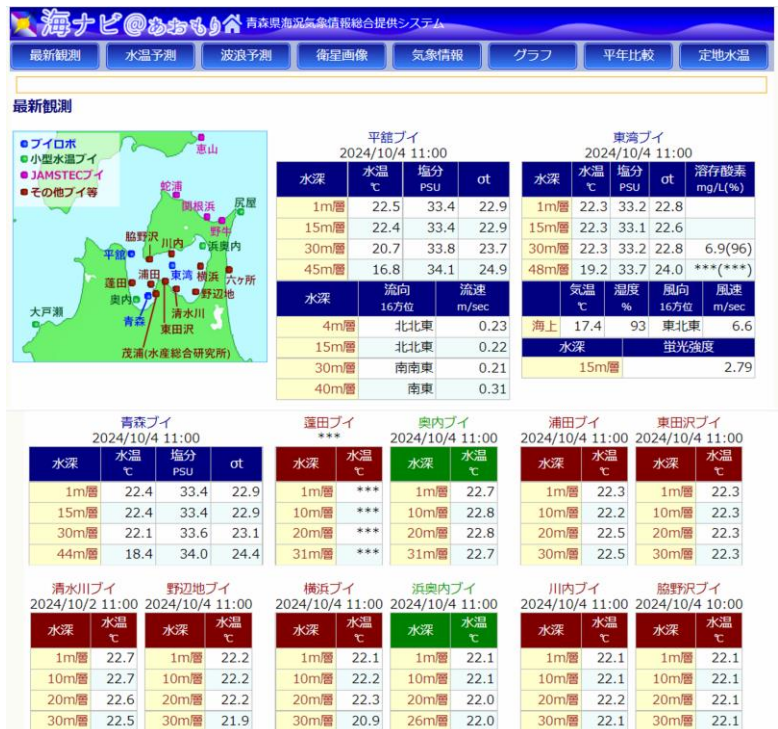 海ナビ@あおもり 青森県海況気象情報総合提供システム
最新観測 水温予測 波浪予測 衛星画像 気象情報 グラフ 平年比較 定地水温
最新観測
ブイロボ
小型水温ブイ
JAMSTECブイ
その他ブイ等
恵山
蛇浦
関根浜
尻屋
野牛
脇野沢
川内
浜奥内
平舘
蓬田
浦田
東湾
横浜
六ヶ所
奥内
野辺地
大戸瀬
青森
清水川
東田沢
茂浦(水産総合研究所)
平舘ブイ
2024/10/4 11:00
水深 水温 ℃ 塩分 PSU σt
1m層 22.5 33.4 22.9
15m層 22.4 33.4 22.9
30m層 20.7 33.8 23.7
45m層 16.8 34.1 24.9
水深 流向 16方位 流速 m/sec
4m層 北北東 0.23
15m層 北北東 0.22
30m層 南南東 0.21
40m層 南東 0.31
東湾ブイ
2024/10/4 11:00
水深 水温 ℃ 塩分 PSU σt 溶存酸素 mg/L(%)
1m層 22.3 33.2 22.8
15m層 22.3 33.1 22.6
30m層 22.3 33.2 22.8 6.9(96)
48m層 19.2 33.7 24.0 ***(***)
気温 ℃ 湿度 % 風向 16方位 風速 m/sec
海上 17.4 93 東北東 6.6
水深 蛍光強度
15m層 2.79
青森ブイ
2024/10/4 11:00
水深 水温 ℃ 塩分 PSU σt
1m層 22.4 33.4 22.9
15m層 22.4 33.4 22.9
30m層 22.1 33.6 23.1
44m層 18.4 34.0 24.4
蓬田ブイ
***
水深 水温 ℃
1m層 ***
10m層 ***
20m層 ***
31m層 ***
奥内ブイ
2024/10/4 11:00
水深 水温 ℃
1m層 22.7
10m層 22.8
20m層 22.8
31m層 22.7
浦田ブイ
2024/10/4 11:00
水深 水温 ℃
1m層 22.3
10m層 22.2
20m層 22.5
30m層 22.5
東田沢ブイ
2024/10/4 11:00
水深 水温 ℃
1m層 22.3
10m層 22.3
20m層 22.3
30m層 22.3
清水川ブイ
2024/10/2 11:00
水深 水温 ℃
1m層 22.7
10m層 22.7
20m層 22.6
30m層 22.5
野辺地ブイ
2024/10/4 11:00
水深 水温 ℃
1m層 22.2
10m層 22.2
20m層 22.2
30m層 21.9
横浜ブイ
2024/10/4 11:00
水深 水温 ℃
1m層 22.1
10m層 22.2
20m層 22.3
30m層 20.9
浜奥内ブイ
2024/10/4 11:00
水深 水温 ℃
1m層 22.1
10m層 22.1
20m層 22.0
26m層 22.0
川内ブイ
2024/10/4 11:00
水深 水温 ℃
1m層 22.1
10m層 22.1
20m層 22.2
30m層 22.1
脇野沢ブイ
2024/10/4 10:00
水深 水温 ℃
1m層 22.1
10m層 22.1
20m層 22.1
30m層 22.1